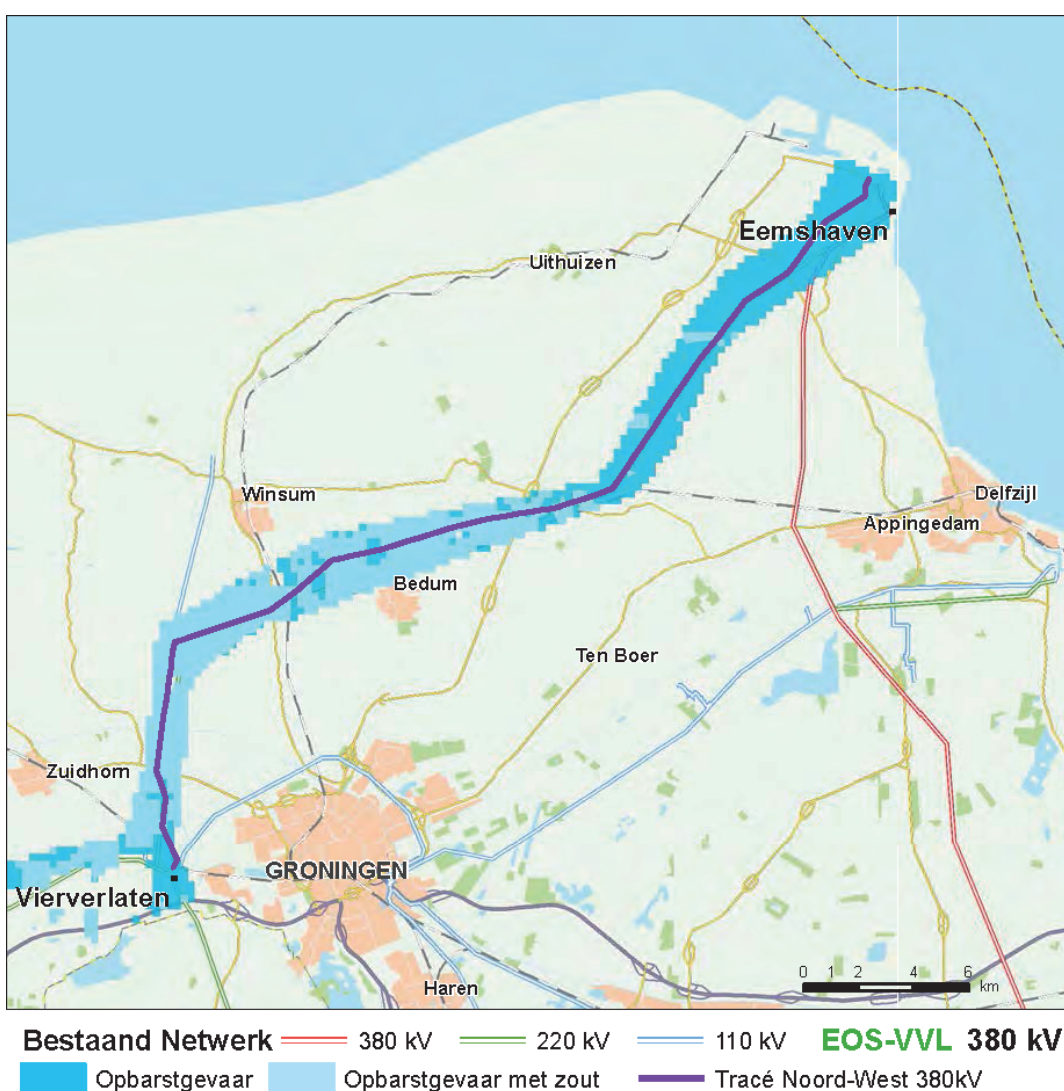 Eemshaven
Uithuizen
Winsum
Delfzijl
Appingedam
Bedum
Ten Boer
Zuidhorn
GRONINGEN
Vierverlaten
Haren
0 1 2 4 6
km
Bestaand Netwerk 380 kV 220 kV 110 kV EOS-VVL 380 kV
Opbarstgevaar Opbarstgevaar met zout Tracé Noord-West 380kV